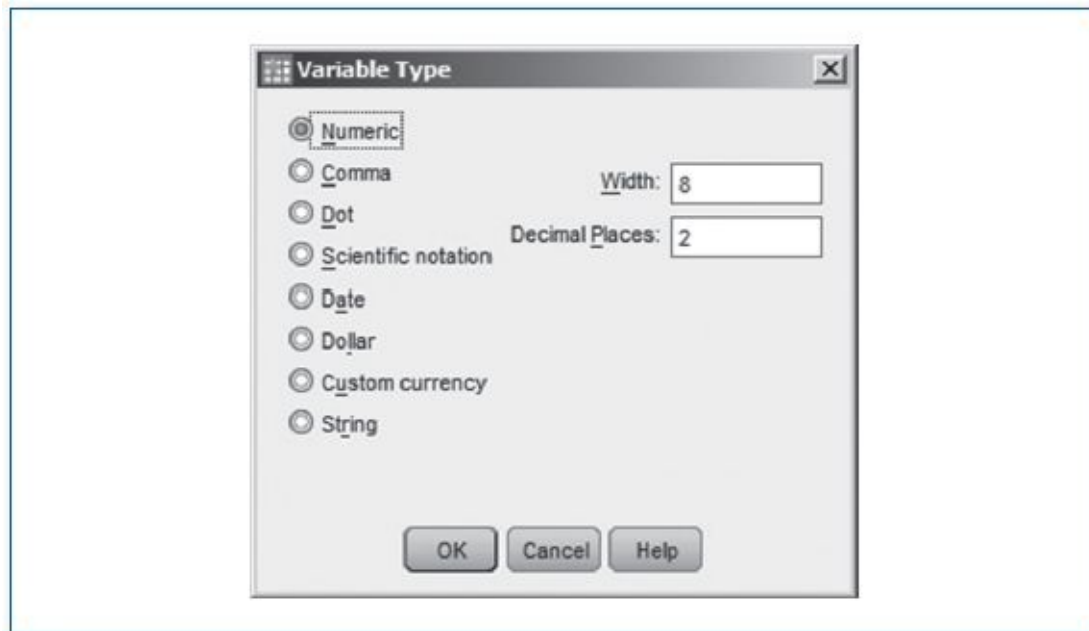 Variable Type
Numeric
Comma
Width: 8
Dot
Decimal Places: 2
Scientific notation
Date
Dollar
Custom currency
String
OK Cancel Help